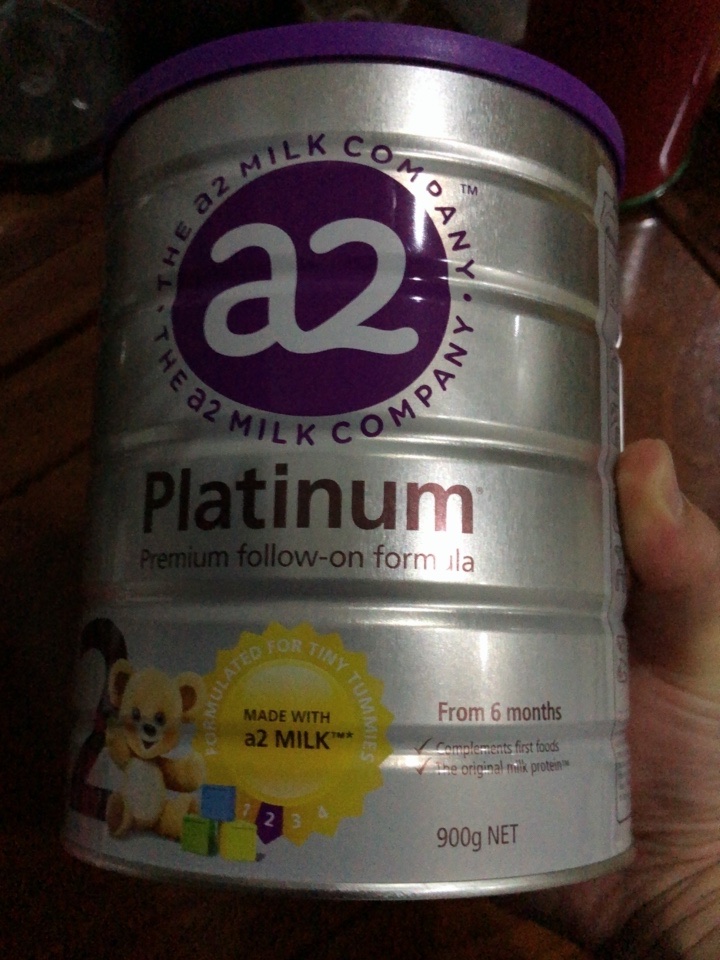 THE a2 MILK COMPANY ™
a2
THE a2 MILK COMPANY
Platinum
Premium follow-on formula
FORMULATED FOR TINY TUMMIES
MADE WITH
a2 MILK™*
1 2 3 4
2
From 6 months
✓ Complements first foods
✓ The original milk protein™
900g NET